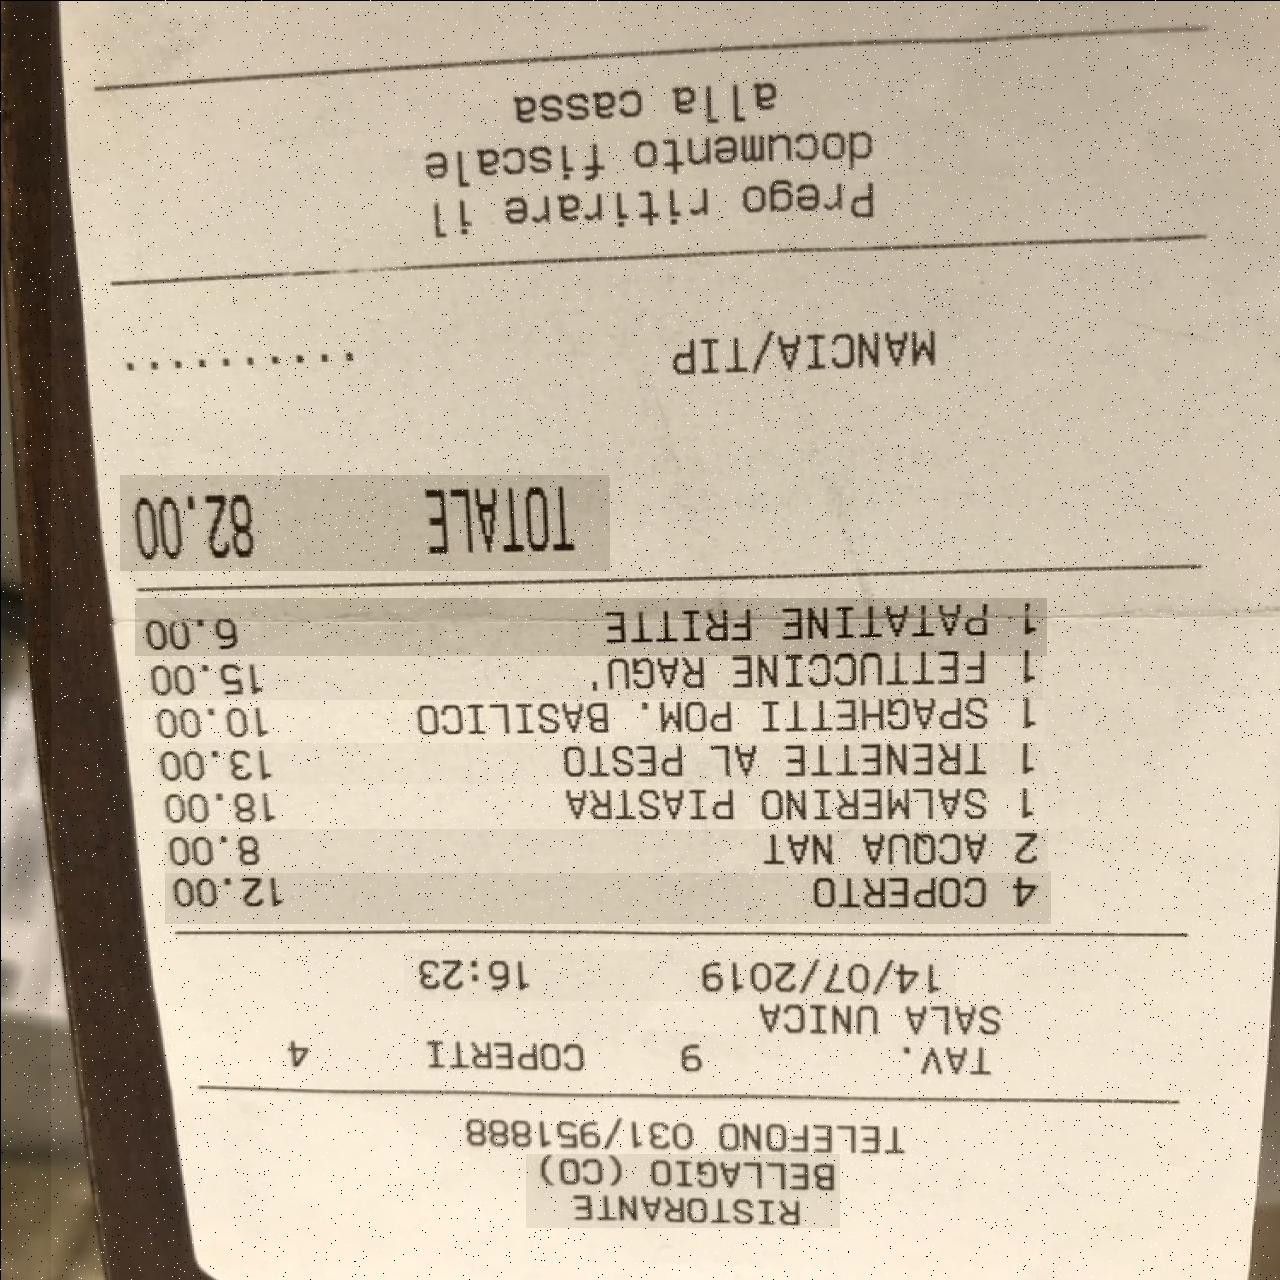 RISTORANTE
BELLAGIO (CO)
TELEFONO 031/951888
TAV. 9 COPERTI 4
SALA UNICA
14/07/2019 16:23
4 COPERTO 12.00
2 ACQUA NAT 8.00
1 SALMERINO PIASTRA 18.00
1 TRENETTE AL PESTO 13.00
1 SPAGHETTI POM. BASILICO 10.00
1 FETTUCCINE RAGU' 15.00
1 PATATINE FRITTE 6.00
TOTALE 82.00
MANCIA/TIP ..........
Prego ritirare il
documento fiscale
alla cassa